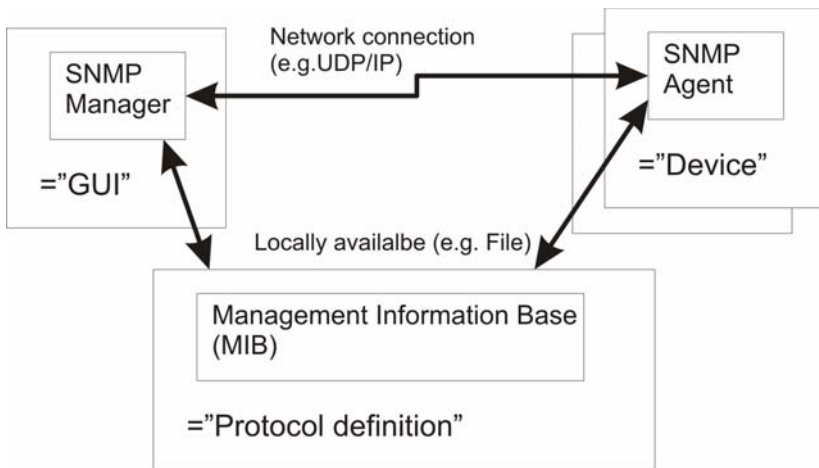 Network connection
(e.g.UDP/IP)
SNMP
Manager
="GUI"
SNMP
Agent
="Device"
Locally availalbe (e.g. File)
Management Information Base
(MIB)
="Protocol definition"